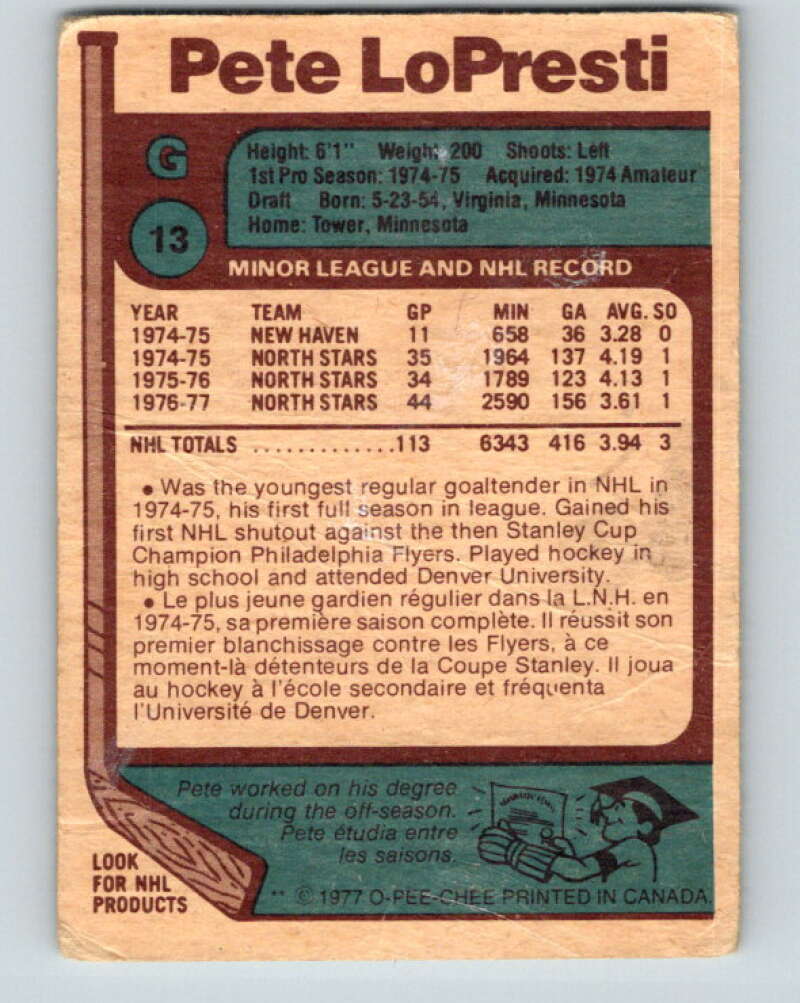 Pete LoPresti
G
Height: 6'1" Weight: 200 Shoots: Left
1st Pro Season: 1974-75 Acquired: 1974 Amateur
Draft Born: 5-23-54, Virginia, Minnesota
Home: Tower, Minnesota
13
MINOR LEAGUE AND NHL RECORD
YEAR TEAM GP MIN GA AVG. SO
1974-75 NEW HAVEN 11 658 36 3.28 0
1974-75 NORTH STARS 35 1964 137 4.19 1
1975-76 NORTH STARS 34 1789 123 4.13 1
1976-77 NORTH STARS 44 2590 156 3.61 1
NHL TOTALS .............113 6343 416 3.94 3
• Was the youngest regular goaltender in NHL in
1974-75, his first full season in league. Gained his
first NHL shutout against the then Stanley Cup
Champion Philadelphia Flyers. Played hockey in
high school and attended Denver University.
• Le plus jeune gardien régulier dans la L.N.H. en
1974-75, sa première saison complète. Il réussit son
premier blanchissage contre les Flyers, à ce
moment-là détenteurs de la Coupe Stanley. Il joua
au hockey à l'école secondaire et fréquenta
l'Université de Denver.
Pete worked on his degree
during the off-season.
Pete étudia entre
les saisons.
LOOK
FOR NHL
PRODUCTS
** © 1977 O-PEE-CHEE PRINTED IN CANADA.